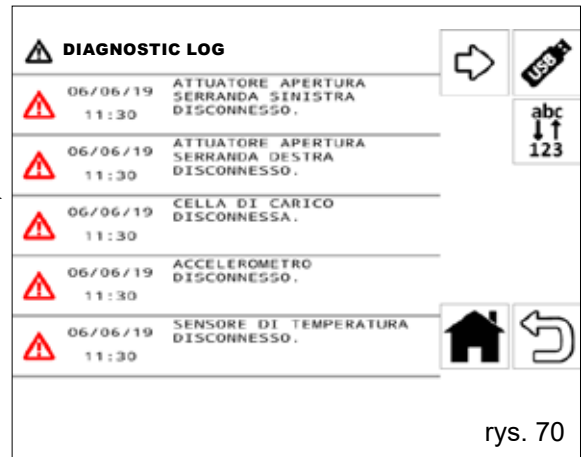 DIAGNOSTIC LOG
USB
abc
123
06/06/19
11:30
ATTUATORE APERTURA
SERRANDA SINISTRA
DISCONNESSO.
06/06/19
11:30
ATTUATORE APERTURA
SERRANDA DESTRA
DISCONNESSO.
06/06/19
11:30
CELLA DI CARICO
DISCONNESSA.
06/06/19
11:30
ACCELEROMETRO
DISCONNESSO.
06/06/19
11:30
SENSORE DI TEMPERATURA
DISCONNESSO.
rys. 70